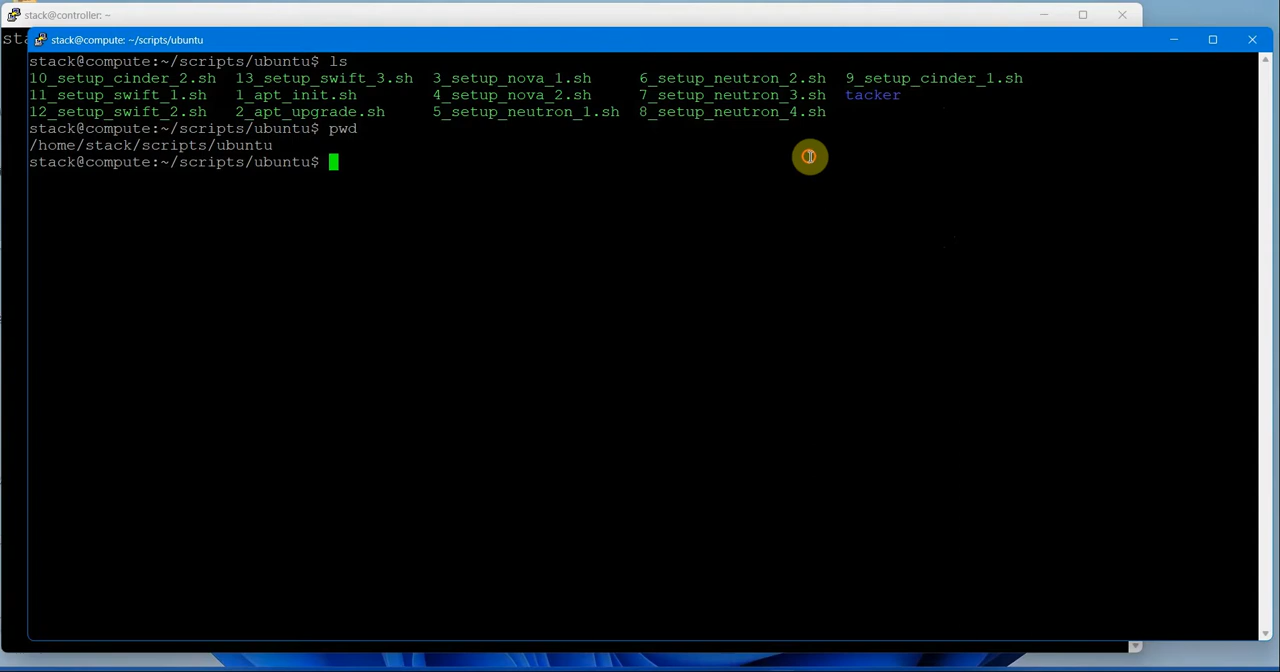 stack@controller: ~
stack@compute: ~/scripts/ubuntu
stack@compute:~/scripts/ubuntu$ ls
10_setup_cinder_2.sh 13_setup_swift_3.sh 3_setup_nova_1.sh 6_setup_neutron_2.sh 9_setup_cinder_1.sh
11_setup_swift_1.sh 1_apt_init.sh 4_setup_nova_2.sh 7_setup_neutron_3.sh tacker
12_setup_swift_2.sh 2_apt_upgrade.sh 5_setup_neutron_1.sh 8_setup_neutron_4.sh
stack@compute:~/scripts/ubuntu$ pwd
/home/stack/scripts/ubuntu
stack@compute:~/scripts/ubuntu$